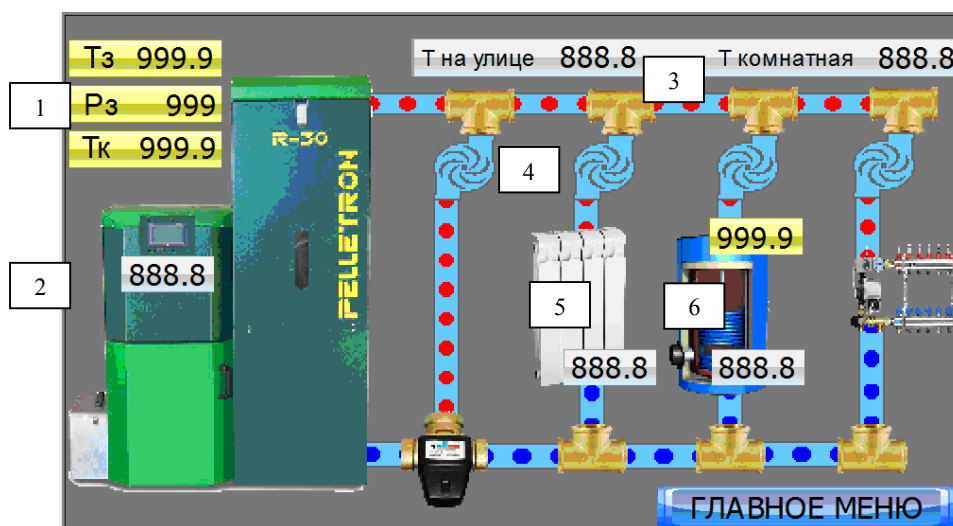 Тз 999.9
Т на улице 888.8 Т комнатная 888.8
3
1
Рз 999
Тк 999.9
R-30
4
PELLETRON
999.9
2
888.8
5
6
888.8
888.8
ГЛАВНОЕ МЕНЮ